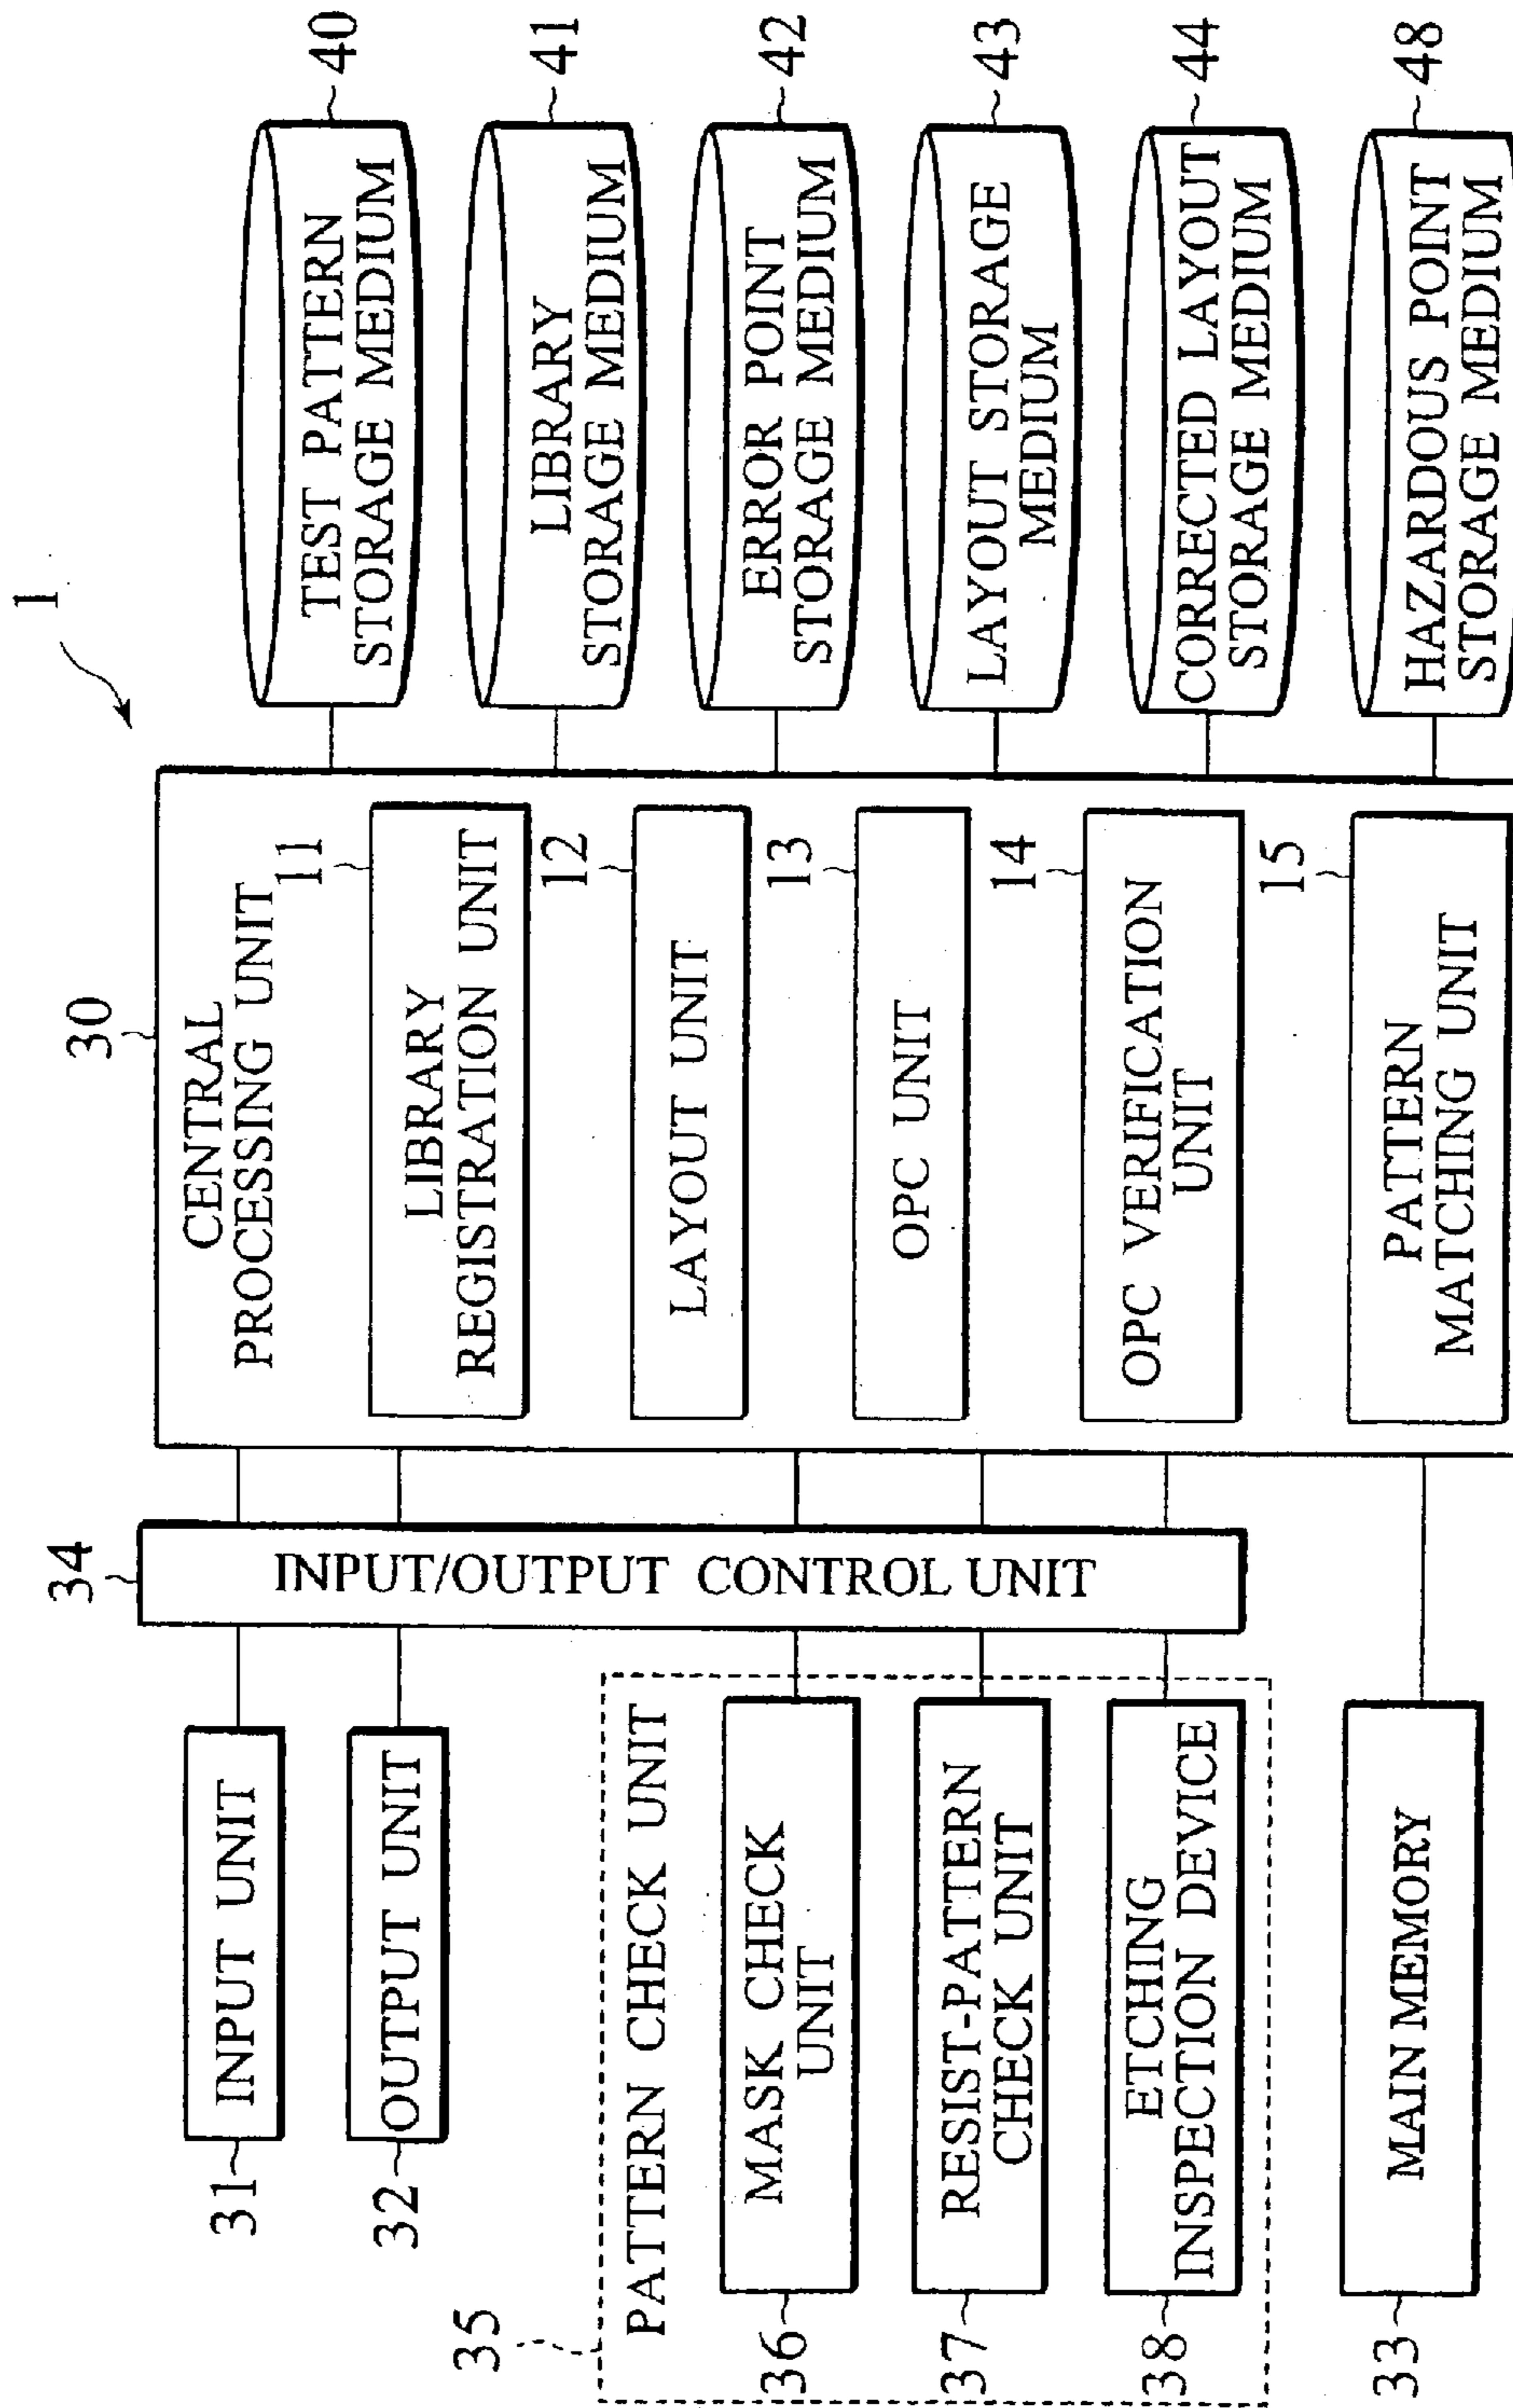 1
31
INPUT UNIT
32
OUTPUT UNIT
35
PATTERN CHECK UNIT
36
MASK CHECK
UNIT
37
RESIST-PATTERN
CHECK UNIT
38
ETCHING
INSPECTION DEVICE
33
MAIN MEMORY
34
INPUT/OUTPUT CONTROL UNIT
30
CENTRAL
PROCESSING UNIT
11
LIBRARY
REGISTRATION UNIT
12
LAYOUT UNIT
13
OPC UNIT
14
OPC VERIFICATION
UNIT
15
PATTERN
MATCHING UNIT
TEST PATTERN
STORAGE MEDIUM
40
LIBRARY
STORAGE MEDIUM
41
ERROR POINT
STORAGE MEDIUM
42
LAYOUT STORAGE
MEDIUM
43
CORRECTED LAYOUT
STORAGE MEDIUM
44
HAZARDOUS POINT
STORAGE MEDIUM
48